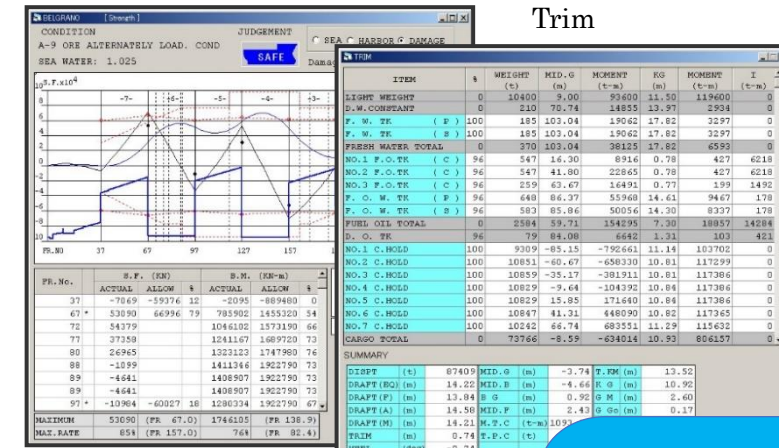 Trim
BELGRANO [Strength]
CONDITION JUDGEMENT
A-9 ORE ALTERNATELY LOAD. COND
SEA WATER: 1.025
SAFE
SEA HARBOR DAMAGE
S.F.x10⁴
-7- -6- -5- -4- -3-
FR.NO 37 67 97 127 157
FR.No. S.F. (KN) B.M. (KN-m)
ACTUAL ALLOW % ACTUAL ALLOW %
37 -7069 -59376 12 -2095 -889480 0
67 * 53090 66996 79 785902 1455320 54
72 54379 1046102 1573190 66
77 37358 1241167 1689720 73
80 26965 1323123 1747980 76
88 -1099 1411346 1922790 73
89 -4641 1408907 1922790 73
89 -4641 1408907 1922790 73
97 * -10984 -60027 18 1280334 1922790 67
MAXIMUM 53090 (FR 67.0) 1746105 (FR 138.9)
MAX.RATE 85% (FR 157.0) 76% (FR 82.4)
TRIM
ITEM % WEIGHT (t) MID.G (m) MOMENT (t-m) KG (m) MOMENT (t-m) I (t-m)
LIGHT WEIGHT 0 10400 9.00 93600 11.50 119600 0
D.W.CONSTANT 0 210 70.74 14855 13.97 2934 0
F. W. TK ( P ) 100 185 103.04 19062 17.82 3297 0
F. W. TK ( S ) 100 185 103.04 19062 17.82 3297 0
FRESH WATER TOTAL 0 370 103.04 38125 17.82 6593 0
NO.1 F.O.TK ( C ) 96 547 16.30 8916 0.78 427 6218
NO.2 F.O.TK ( C ) 96 547 41.80 22865 0.78 427 6218
NO.3 F.O.TK ( C ) 96 259 63.67 16491 0.77 199 1492
F. O. W. TK ( P ) 96 648 86.37 55968 14.61 9467 178
F. O. W. TK ( S ) 96 583 85.86 50056 14.30 8337 178
FUEL OIL TOTAL 0 2584 59.71 154295 7.30 18857 14284
D. O. TK 96 79 84.08 6642 1.31 103 421
NO.1 C.HOLD 100 9309 -85.15 -792661 11.14 103702 0
NO.2 C.HOLD 100 10851 -60.67 -658330 10.81 117299 0
NO.3 C.HOLD 100 10859 -35.17 -381911 10.81 117386 0
NO.4 C.HOLD 100 10829 -9.64 -104392 10.84 117386 0
NO.5 C.HOLD 100 10829 15.85 171640 10.84 117386 0
NO.6 C.HOLD 100 10847 41.31 448090 10.82 117365 0
NO.7 C.HOLD 100 10242 66.74 683551 11.29 115632 0
CARGO TOTAL 0 73766 -8.59 -634014 10.93 806157 0
SUMMARY
DISPT (t) 87409 MID.G (m) -3.74 T.KM (m) 13.52
DRAFT(EQ) (m) 14.22 MID.B (m) -4.66 K G (m) 10.92
DRAFT(F) (m) 13.84 B G (m) 0.92 G M (m) 2.60
DRAFT(A) (m) 14.58 MID.F (m) 2.43 G Go (m) 0.17
DRAFT(M) (m) 14.21 M.T.C (t-m) 1093
TRIM (m) 0.74 T.P.C (t)